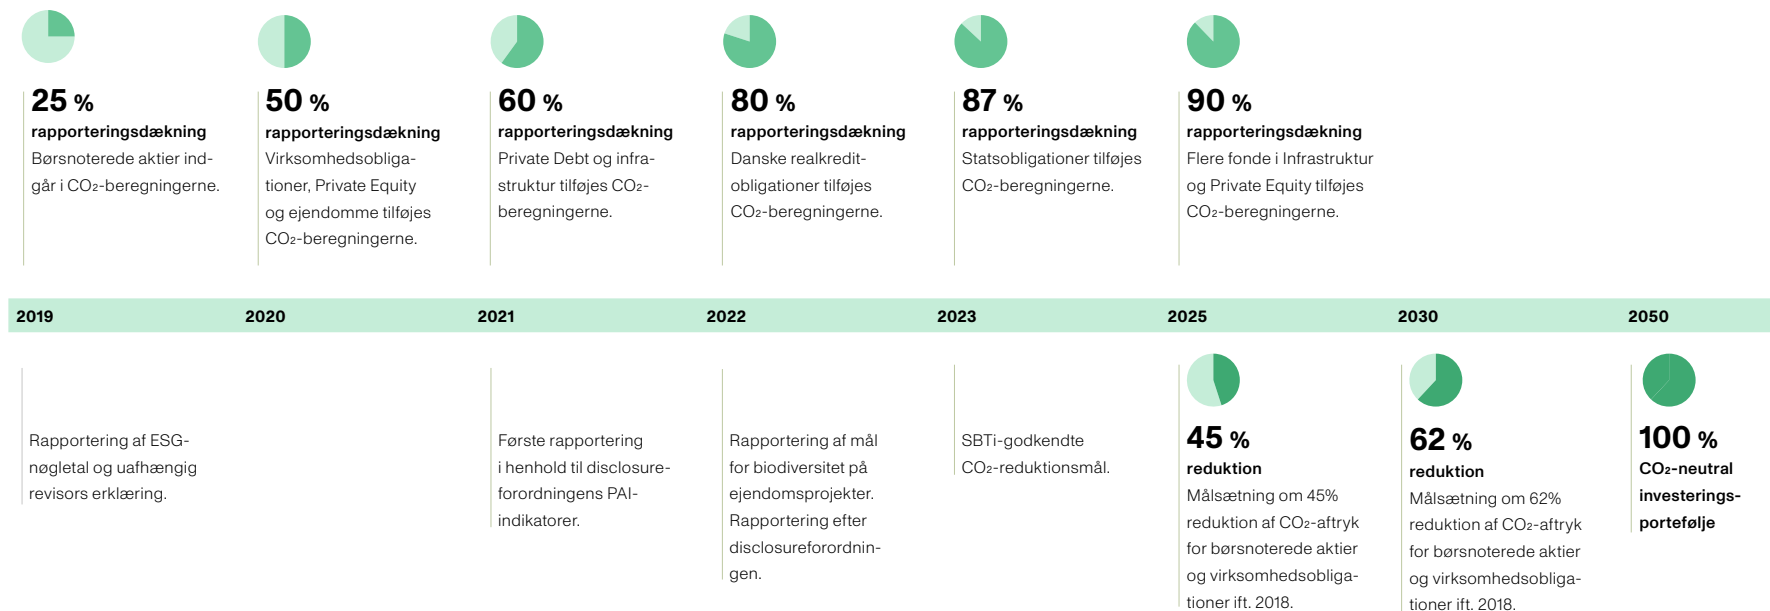 25 %
rapporteringsdækning
Børsnoterede aktier ind-
går i CO₂-beregningerne.
50 %
rapporteringsdækning
Virksomhedsobliga-
tioner, Private Equity
og ejendomme tilføjes
CO₂-beregningerne.
60 %
rapporteringsdækning
Private Debt og infra-
struktur tilføjes CO₂-
beregningerne.
80 %
rapporteringsdækning
Danske realkredit-
obligationer tilføjes
CO₂-beregningerne.
87 %
rapporteringsdækning
Statsobligationer tilføjes
CO₂-beregningerne.
90 %
rapporteringsdækning
Flere fonde i Infrastruktur
og Private Equity tilføjes
CO₂-beregningerne.
2019
2020
2021
2022
2023
2025
2030
2050
Rapportering af ESG-
nøgletal og uafhængig
revisors erklæring.
Første rapportering
i henhold til disclosure-
forordningens PAI-
indikatorer.
Rapportering af mål
for biodiversitet på
ejendomsprojekter.
Rapportering efter
disclosureforordnin-
gen.
SBTi-godkendte
CO₂-reduktionsmål.
45 %
reduktion
Målsætning om 45%
reduktion af CO₂-aftryk
for børsnoterede aktier
og virksomhedsobliga-
tioner ift. 2018.
62 %
reduktion
Målsætning om 62%
reduktion af CO₂-aftryk
for børsnoterede aktier
og virksomhedsobliga-
tioner ift. 2018.
100 %
CO₂-neutral
investerings-
portefølje